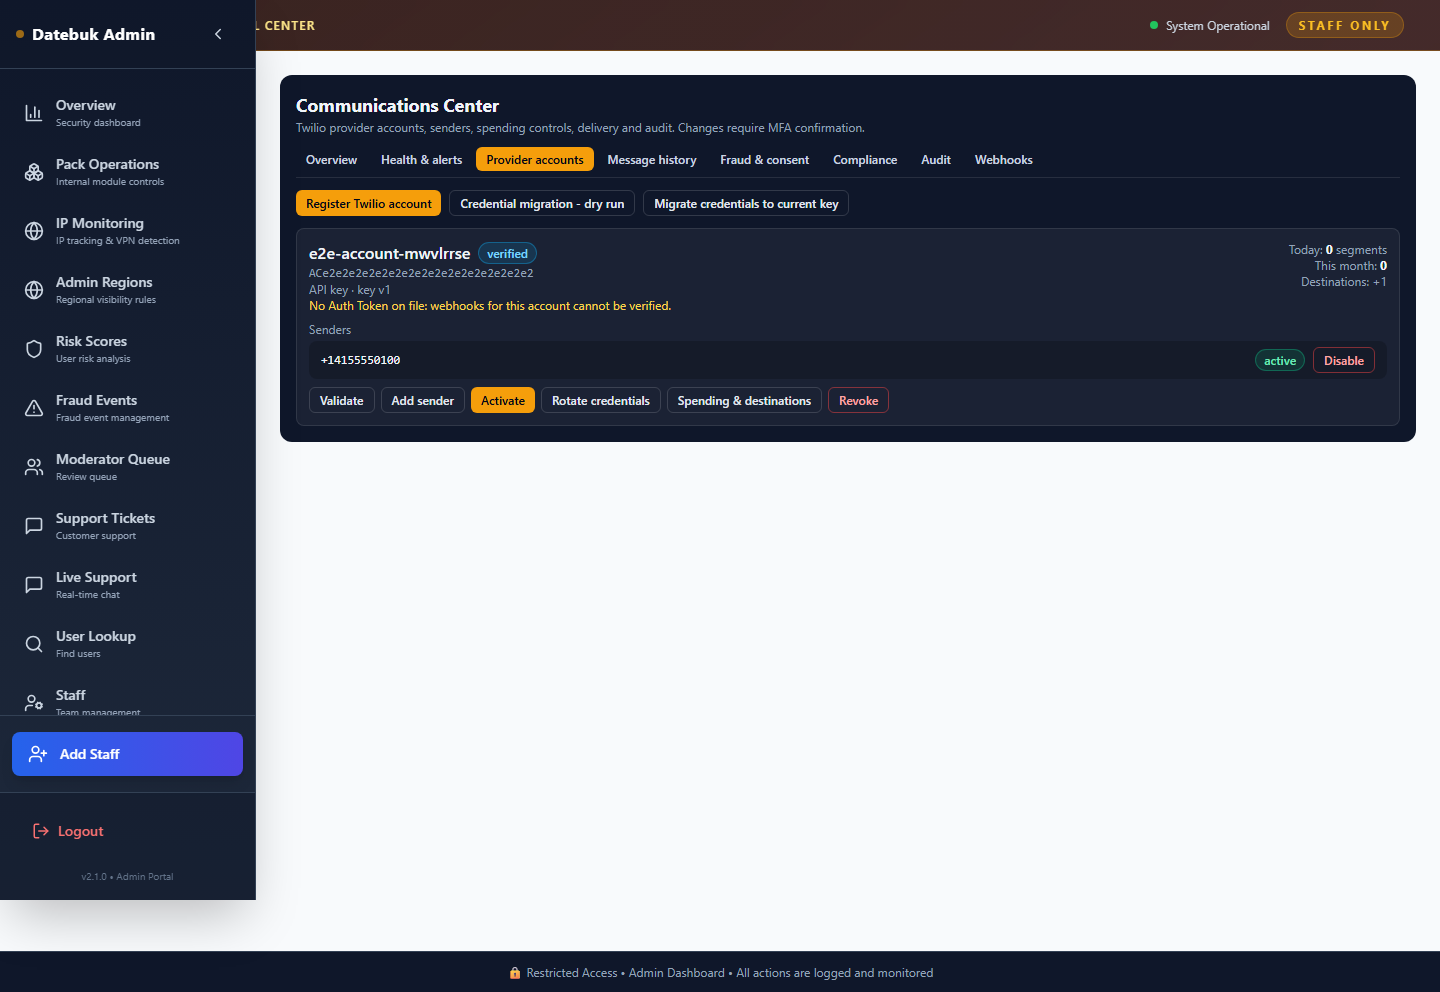 Datebuk Admin
L CENTER
System Operational
STAFF ONLY
Overview
Security dashboard
Pack Operations
Internal module controls
IP Monitoring
IP tracking & VPN detection
Admin Regions
Regional visibility rules
Risk Scores
User risk analysis
Fraud Events
Fraud event management
Moderator Queue
Review queue
Support Tickets
Customer support
Live Support
Real-time chat
User Lookup
Find users
Staff
Team management
Add Staff
Logout
v2.1.0 • Admin Portal
Communications Center
Twilio provider accounts, senders, spending controls, delivery and audit. Changes require MFA confirmation.
Overview Health & alerts Provider accounts Message history Fraud & consent Compliance Audit Webhooks
Register Twilio account Credential migration - dry run Migrate credentials to current key
e2e-account-mwvlrrse verified
ACe2e2e2e2e2e2e2e2e2e2e2e2e2e2e2e2
API key · key v1
No Auth Token on file: webhooks for this account cannot be verified.
Today: 0 segments
This month: 0
Destinations: +1
Senders
+14155550100 active Disable
Validate Add sender Activate Rotate credentials Spending & destinations Revoke
🔒 Restricted Access • Admin Dashboard • All actions are logged and monitored